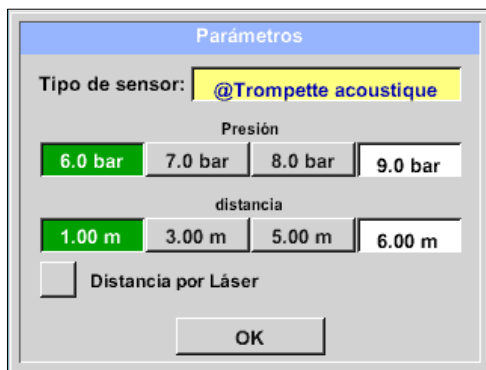 Parámetros
Tipo de sensor: @Trompette acoustique
Presión
6.0 bar 7.0 bar 8.0 bar 9.0 bar
distancia
1.00 m 3.00 m 5.00 m 6.00 m
Distancia por Láser
OK